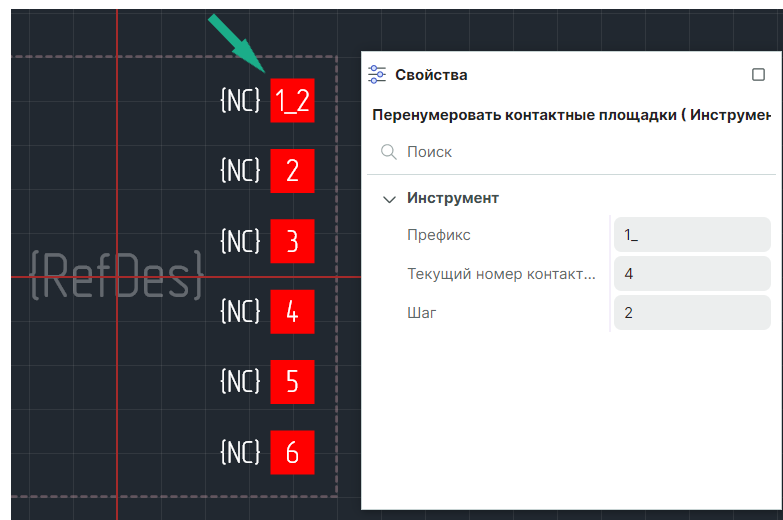 {NC} 1_2
{NC} 2
{NC} 3
{RefDes}
{NC} 4
{NC} 5
{NC} 6
Свойства
Перенумеровать контактные площадки ( Инструмен
Поиск
Инструмент
Префикс 1_
Текущий номер контакт... 4
Шаг 2